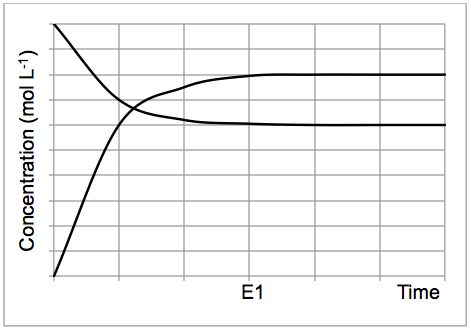 Concentration (mol L-1)
E1
Time